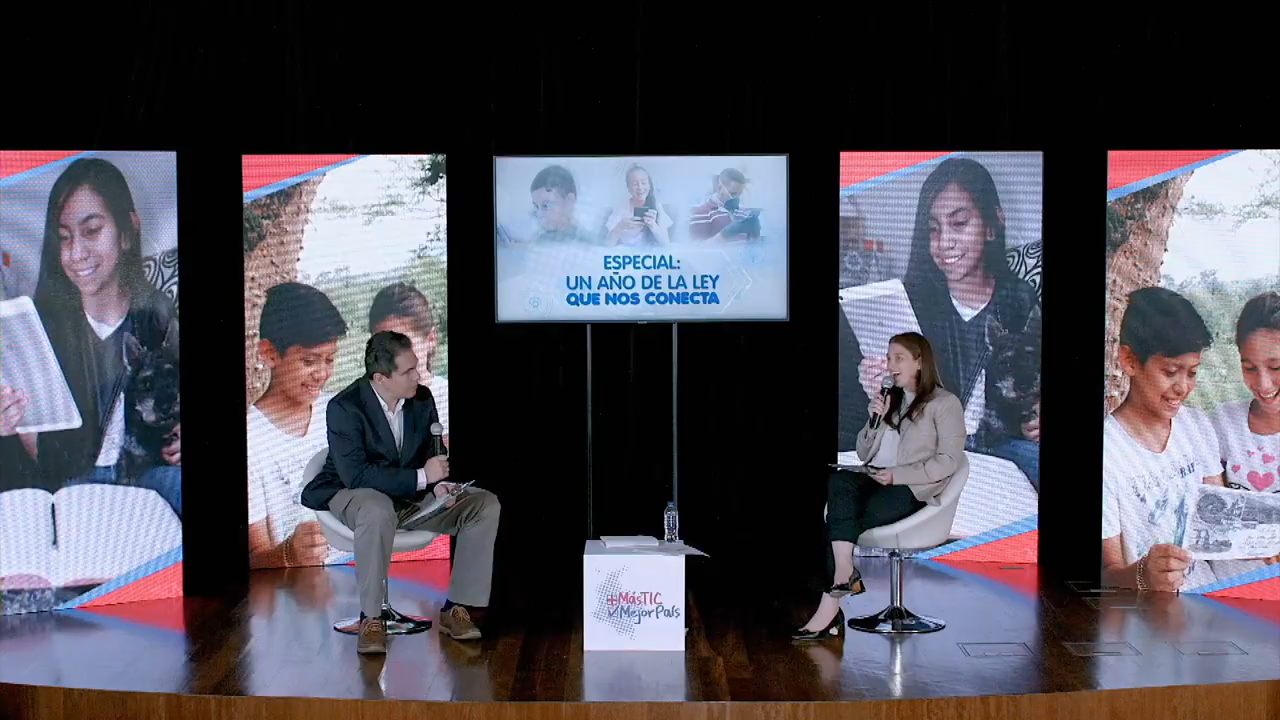 ESPECIAL:
UN AÑO DE LA LEY
QUE NOS CONECTA
+MásTIC
MejorPaís